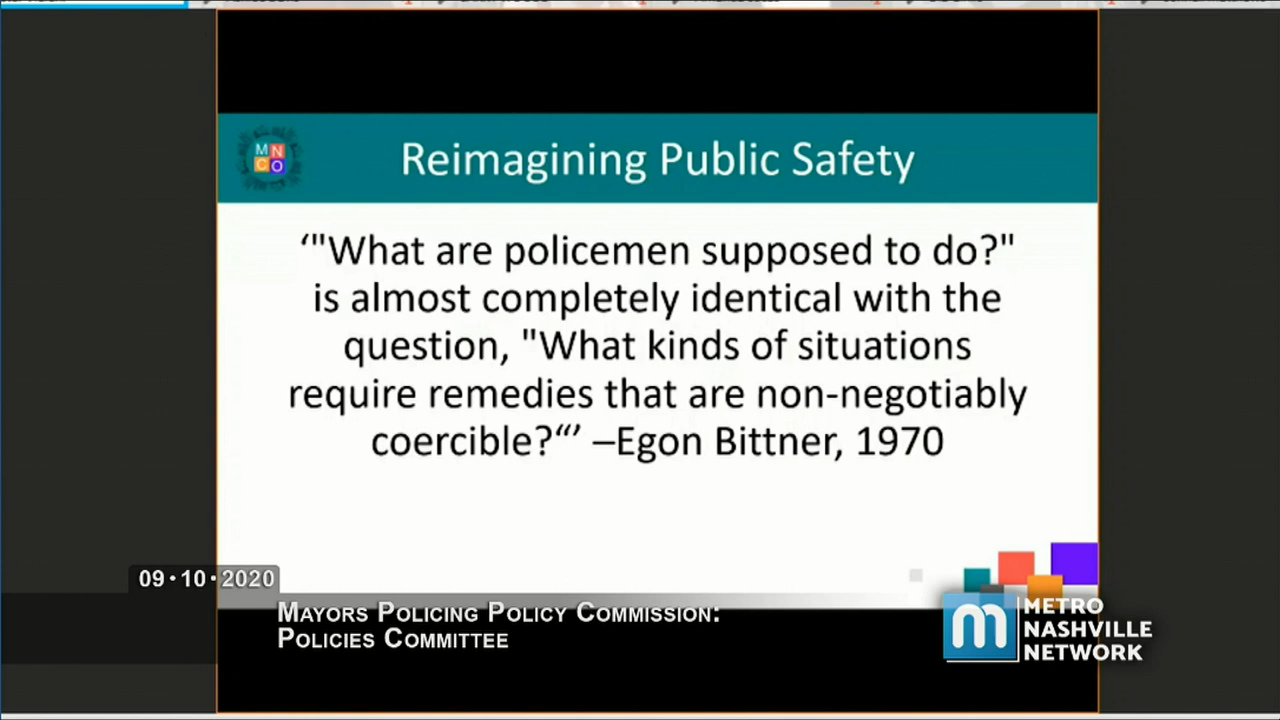 MN
CO
Reimagining Public Safety
‘"What are policemen supposed to do?"
is almost completely identical with the
question, "What kinds of situations
require remedies that are non-negotiably
coercible?“’ –Egon Bittner, 1970
09•10•2020
Mayors Policing Policy Commission:
Policies Committee
m
METRO
NASHVILLE
NETWORK